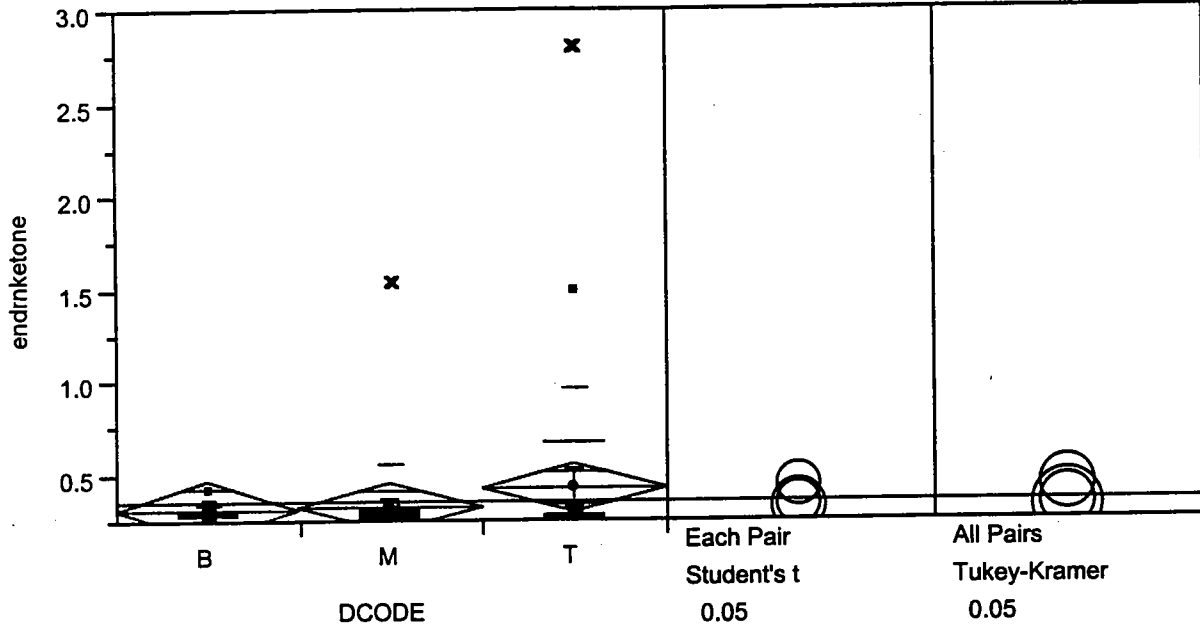 3.0
2.5
2.0
1.5
1.0
0.5
endrnketone
B
M
T
DCODE
Each Pair
Student's t
0.05
All Pairs
Tukey-Kramer
0.05